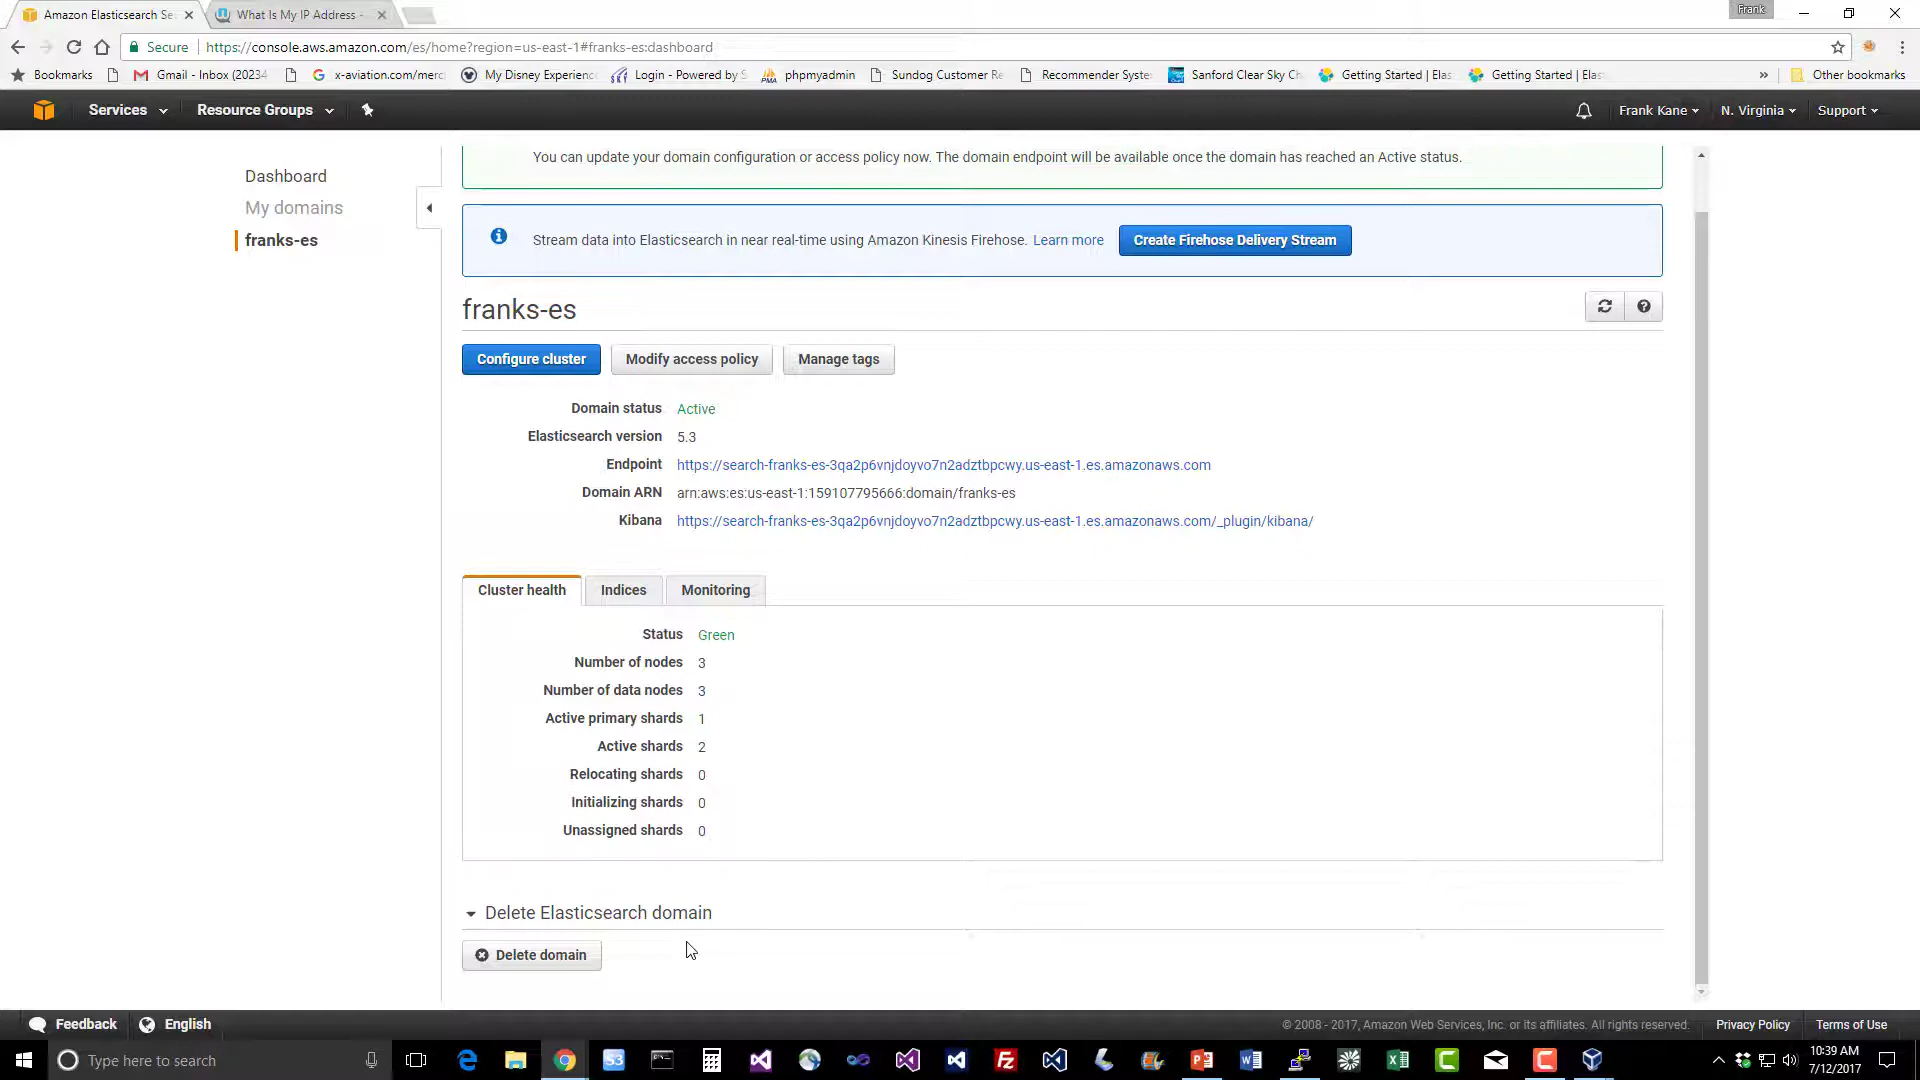 Amazon Elasticsearch Se
What Is My IP Address -
Frank
Secure
https://console.aws.amazon.com/es/home?region=us-east-1#franks-es:dashboard
Bookmarks
Gmail - Inbox (20234
x-aviation.com/merc
My Disney Experienc
Login - Powered by S
phpmyadmin
Sundog Customer Re
Recommender Syste
Sanford Clear Sky Ch
Getting Started | Elas
Getting Started | Elas
»
Other bookmarks
Services
Resource Groups
Frank Kane
N. Virginia
Support
Dashboard
My domains
franks-es
You can update your domain configuration or access policy now. The domain endpoint will be available once the domain has reached an Active status.
Stream data into Elasticsearch in near real-time using Amazon Kinesis Firehose. Learn more
Create Firehose Delivery Stream
franks-es
Configure cluster
Modify access policy
Manage tags
Domain status Active
Elasticsearch version 5.3
Endpoint https://search-franks-es-3qa2p6vnjdoyvo7n2adztbpcwy.us-east-1.es.amazonaws.com
Domain ARN arn:aws:es:us-east-1:159107795666:domain/franks-es
Kibana https://search-franks-es-3qa2p6vnjdoyvo7n2adztbpcwy.us-east-1.es.amazonaws.com/_plugin/kibana/
Cluster health
Indices
Monitoring
Status Green
Number of nodes 3
Number of data nodes 3
Active primary shards 1
Active shards 2
Relocating shards 0
Initializing shards 0
Unassigned shards 0
Delete Elasticsearch domain
Delete domain
Feedback
English
© 2008 - 2017, Amazon Web Services, Inc. or its affiliates. All rights reserved.
Privacy Policy
Terms of Use
Type here to search
10:39 AM
7/12/2017